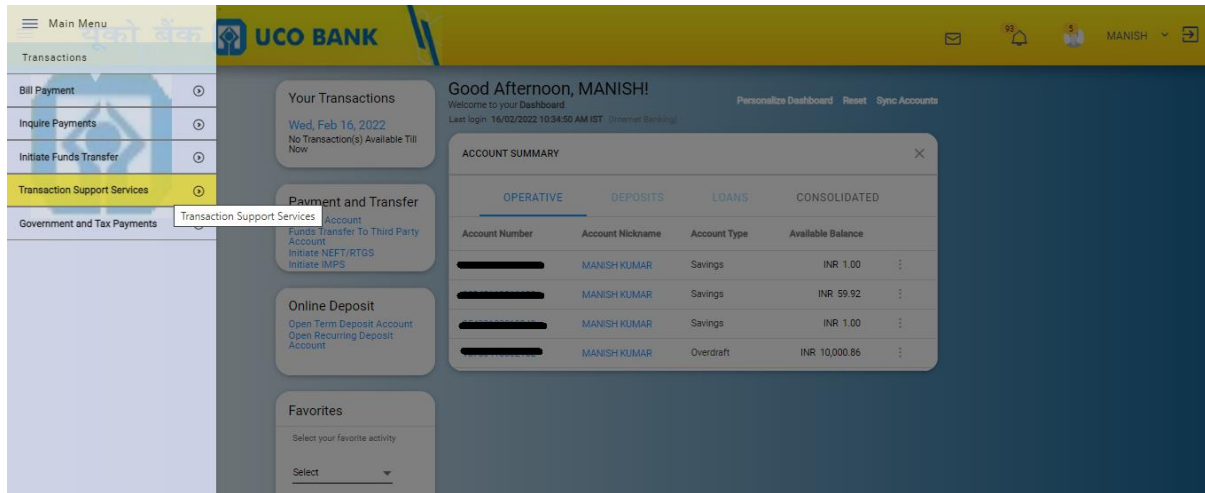 Main Menu
यूको बैंक UCO BANK
93
5
MANISH
Transactions
Bill Payment
Inquire Payments
Initiate Funds Transfer
Transaction Support Services
Government and Tax Payments
Transaction Support Services
Your Transactions
Wed, Feb 16, 2022
No Transaction(s) Available Till
Now
Payment and Transfer
Account
Funds Transfer To Third Party
Account
Initiate NEFT/RTGS
Initiate IMPS
Online Deposit
Open Term Deposit Account
Open Recurring Deposit
Account
Favorites
Select your favorite activity
Select
Good Afternoon, MANISH!
Welcome to your Dashboard
Last login 16/02/2022 10:34:50 AM IST (Internet Banking)
Personalize Dashboard Reset Sync Accounts
ACCOUNT SUMMARY
OPERATIVE DEPOSITS LOANS CONSOLIDATED
Account Number Account Nickname Account Type Available Balance
MANISH KUMAR Savings INR 1.00
MANISH KUMAR Savings INR 59.92
MANISH KUMAR Savings INR 1.00
MANISH KUMAR Overdraft INR 10,000.86